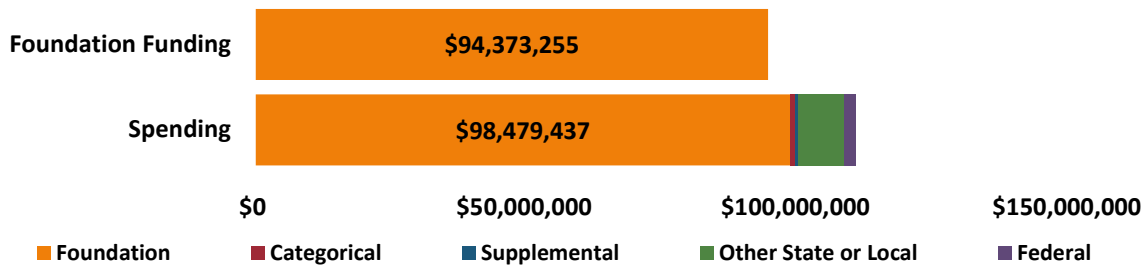 Foundation Funding
$94,373,255
Spending
$98,479,437
$0 $50,000,000 $100,000,000 $150,000,000
Foundation Categorical Supplemental Other State or Local Federal